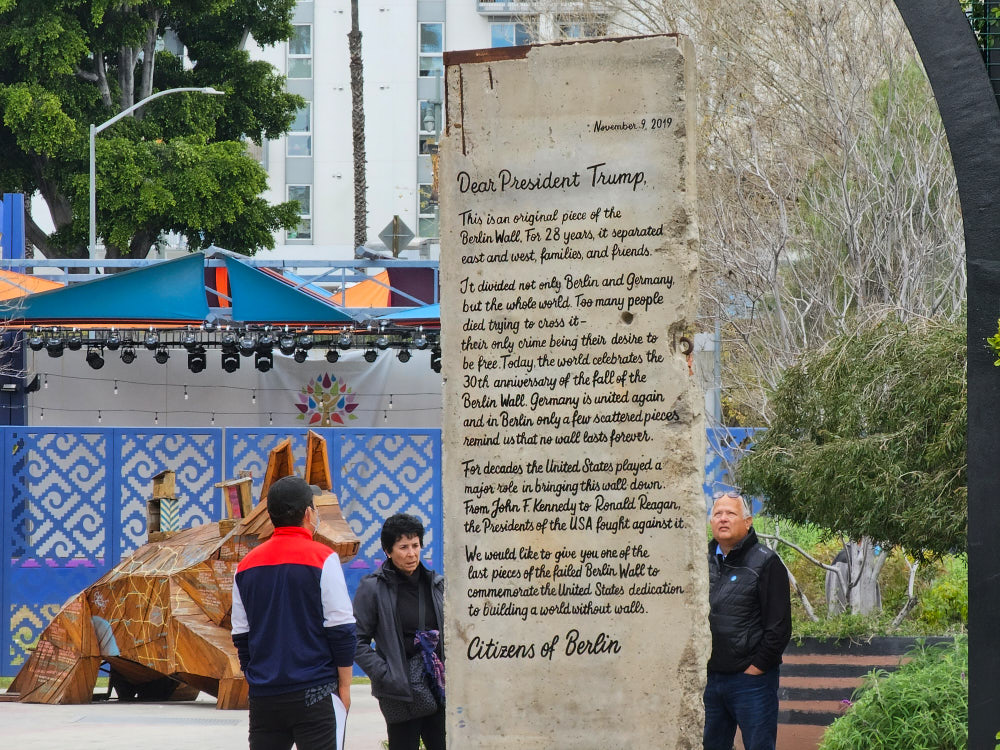 November 9, 2019
Dear President Trump,
This is an original piece of the
Berlin Wall. For 28 years, it separated
east and west, families, and friends.
It divided not only Berlin and Germany,
but the whole world. Too many people
died trying to cross it–
their only crime being their desire to
be free. Today, the world celebrates the
30th anniversary of the fall of the
Berlin Wall. Germany is united again
and in Berlin only a few scattered pieces
remind us that no wall lasts forever.
For decades the United States played a
major role in bringing this wall down.
From John F. Kennedy to Ronald Reagan,
the Presidents of the USA fought against it.
We would like to give you one of the
last pieces of the failed Berlin Wall to
commemorate the United States dedication
to building a world without walls.
Citizens of Berlin